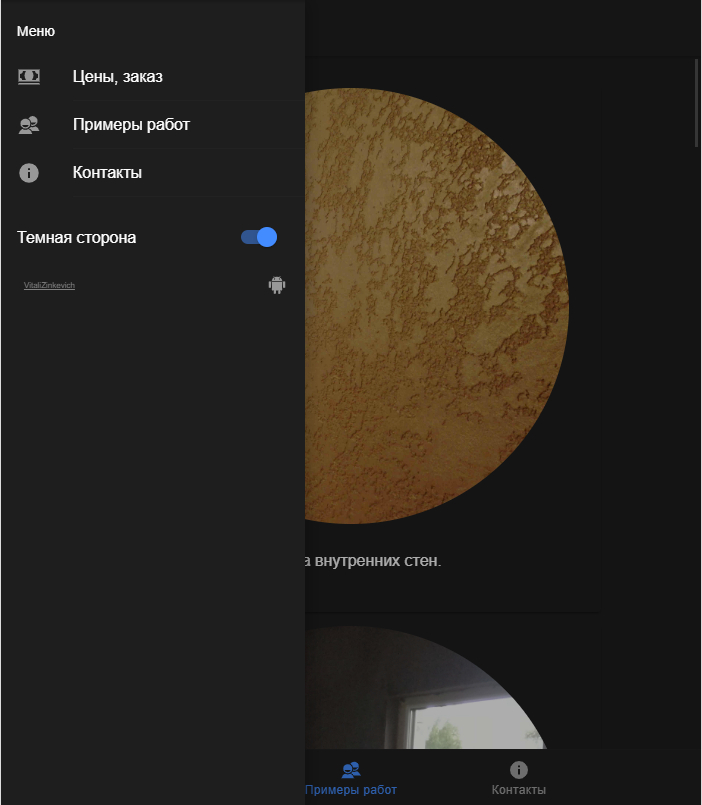 Меню
Цены, заказ
Примеры работ
Контакты
Темная сторона
VitaliZinkevich
а внутренних стен.
Примеры работ
Контакты